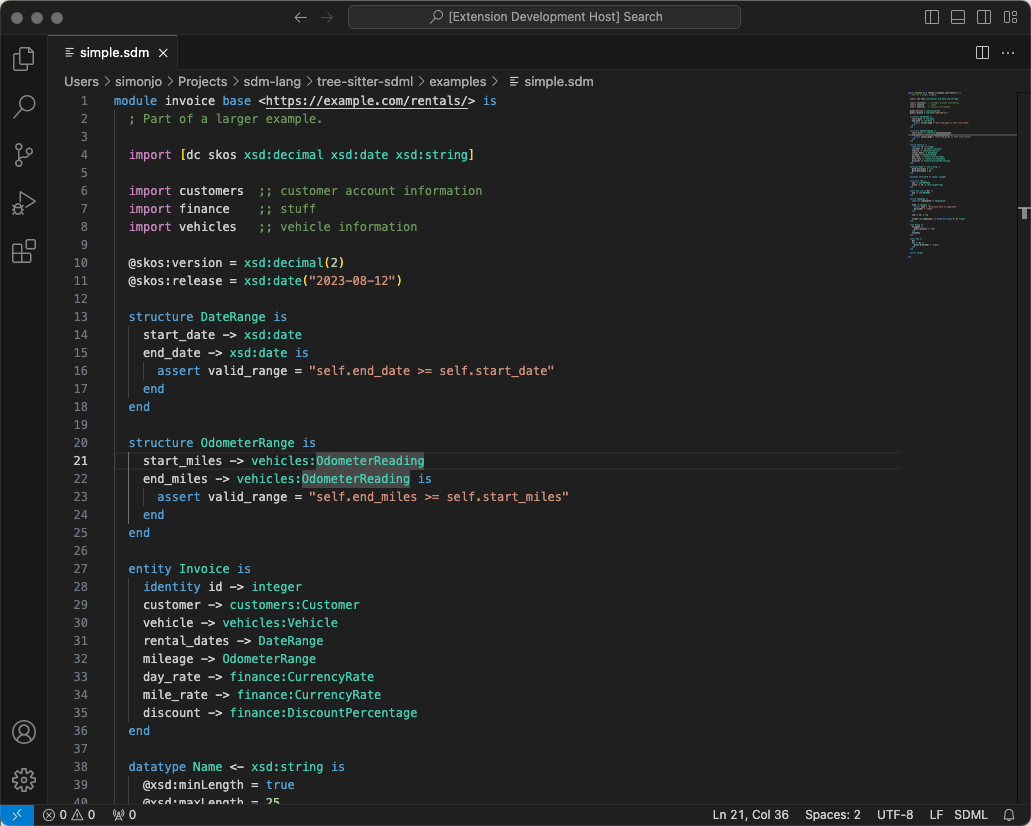 [Extension Development Host] Search
simple.sdm
Users > simonjo > Projects > sdm-lang > tree-sitter-sdml > examples > simple.sdm
1 module invoice base <https://example.com/rentals/> is
2 ; Part of a larger example.
3
4 import [dc skos xsd:decimal xsd:date xsd:string]
5
6 import customers ;; customer account information
7 import finance ;; stuff
8 import vehicles ;; vehicle information
9
10 @skos:version = xsd:decimal(2)
11 @skos:release = xsd:date("2023-08-12")
12
13 structure DateRange is
14 start_date -> xsd:date
15 end_date -> xsd:date is
16 assert valid_range = "self.end_date >= self.start_date"
17 end
18 end
19
20 structure OdometerRange is
21 start_miles -> vehicles:OdometerReading
22 end_miles -> vehicles:OdometerReading is
23 assert valid_range = "self.end_miles >= self.start_miles"
24 end
25 end
26
27 entity Invoice is
28 identity id -> integer
29 customer -> customers:Customer
30 vehicle -> vehicles:Vehicle
31 rental_dates -> DateRange
32 mileage -> OdometerRange
33 day_rate -> finance:CurrencyRate
34 mile_rate -> finance:CurrencyRate
35 discount -> finance:DiscountPercentage
36 end
37
38 datatype Name <- xsd:string is
39 @xsd:minLength = true
40 @xsd:maxLength = 25
0 0 0 Ln 21, Col 36 Spaces: 2 UTF-8 LF SDML